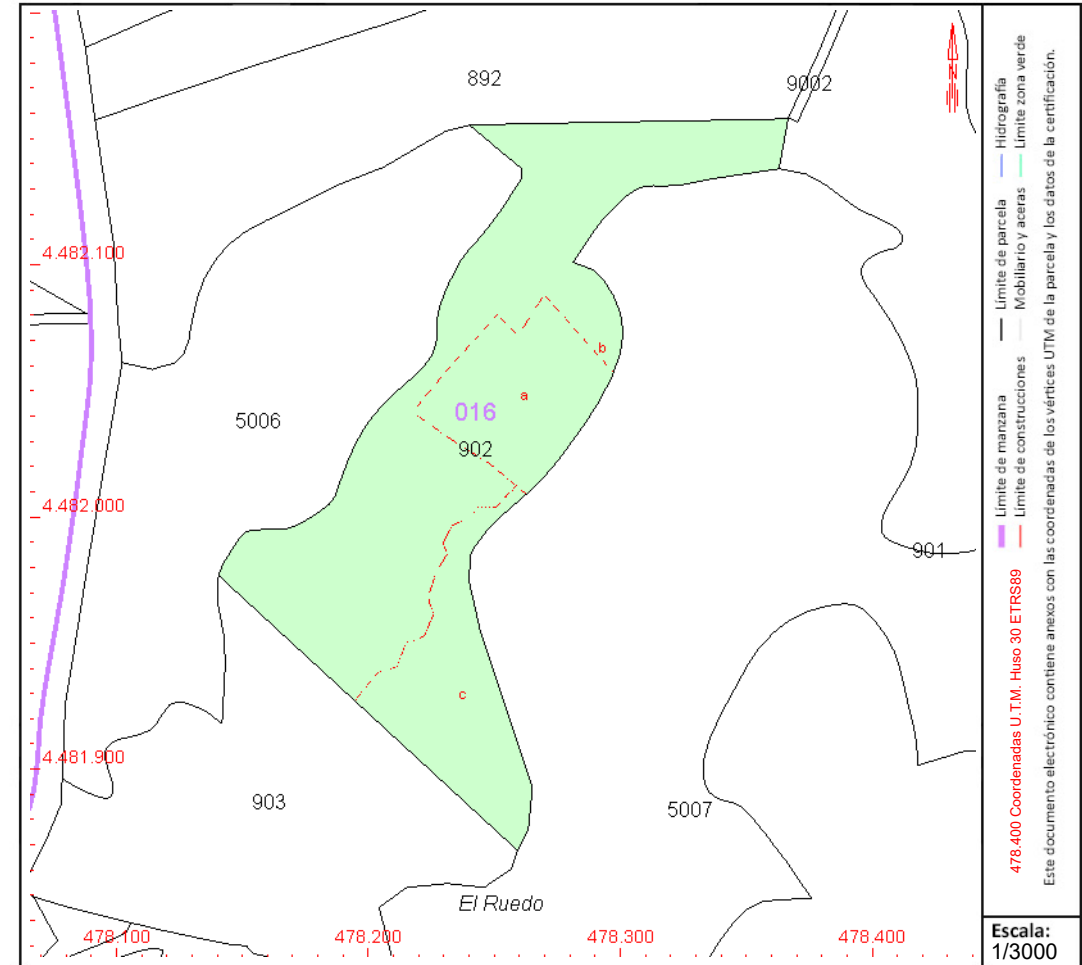 892
9002
4.482.100
b
a
016
5006
902
4.482.000
901
c
4.481.900
903
5007
El Ruedo
478.100
478.200
478.300
478.400
N
Límite de manzana
Límite de parcela
Hidrografía
478.400 Coordenadas U.T.M. Huso 30 ETRS89
Límite de construcciones
Mobiliario y aceras
Límite zona verde
Este documento electrónico contiene anexos con las coordenadas de los vértices UTM de la parcela y los datos de la certificación.
Escala:
1/3000